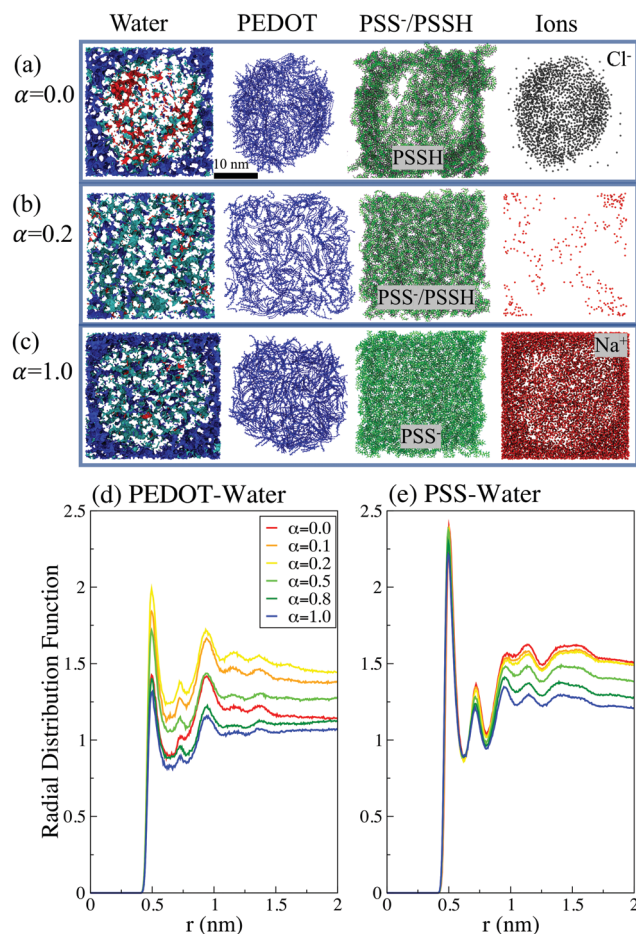 Water PEDOT PSS⁻/PSSH Ions
(a) α=0.0
Cl⁻
PSSH
10 nm
(b) α=0.2
PSS⁻/PSSH
(c) α=1.0
Na⁺
PSS⁻
(d) PEDOT-Water
(e) PSS-Water
Radial Distribution Function
2.5
2
1.5
1
0.5
0
α=0.0
α=0.1
α=0.2
α=0.5
α=0.8
α=1.0
2.5
2
1.5
1
0.5
0
0 0.5 1 1.5 2
0 0.5 1 1.5 2
r (nm)
r (nm)